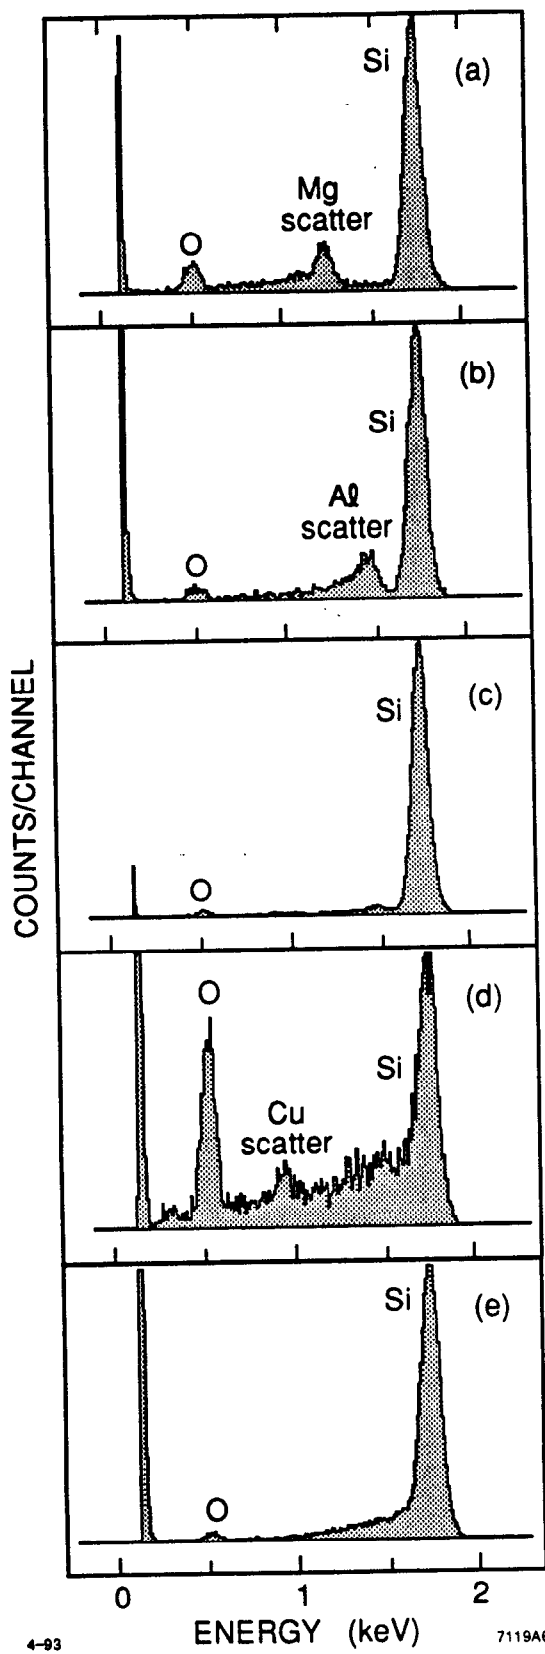 Si
(a)
Mg
scatter
O
(b)
Si
Al
scatter
O
(c)
Si
O
(d)
O
Si
Cu
scatter
(e)
Si
O
COUNTS/CHANNEL
0 1 2
ENERGY (keV)
4–93
7119A6